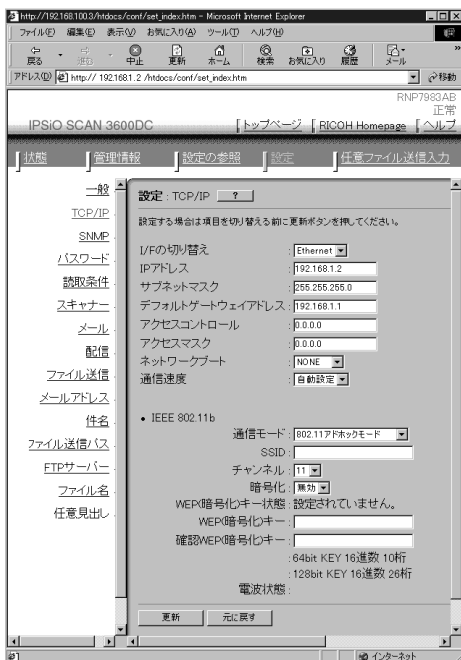 http://192.168.100.3/htdocs/conf/set_index.htm - Microsoft Internet Explorer
ファイル(F) 編集(E) 表示(V) お気に入り(A) ツール(T) ヘルプ(H)
戻る 進む 中止 更新 ホーム 検索 お気に入り 履歴 メール
アドレス(D) http:// 192.168.1.2 /htdocs/conf/set_index.htm 移動
RNP7983AB
正常
IPSiO SCAN 3600DC [トップページ [RICOH Homepage [ヘルプ
状態 管理情報 設定の参照 設定 任意ファイル送信入力
一般
TCP/IP
SNMP
パスワード
読取条件
スキャナー
メール
配信
ファイル送信
メールアドレス
件名
ファイル送信パス
FTPサーバー
ファイル名
任意見出し
設定 : TCP/IP ?
設定する場合は項目を切り替える前に更新ボタンを押してください。
I/Fの切り替え : Ethernet
IPアドレス : 192.168.1.2
サブネットマスク : 255.255.255.0
デフォルトゲートウェイアドレス : 192.168.1.1
アクセスコントロール : 0.0.0.0
アクセスマスク : 0.0.0.0
ネットワークブート : NONE
通信速度 : 自動設定
• IEEE 802.11b
通信モード : 802.11アドホックモード
SSID :
チャンネル : 11
暗号化 : 無効
WEP(暗号化)キー状態 : 設定されていません。
WEP(暗号化)キー :
確認WEP(暗号化)キー :
: 64bit KEY 16進数 10桁
: 128bit KEY 16進数 26桁
電波状態 :
更新 元に戻す
インターネット